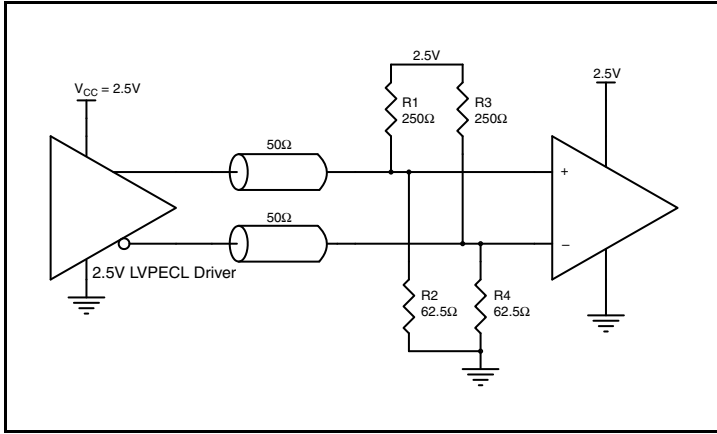 2.5V
V_CC = 2.5V
2.5V
R1
250Ω
R3
250Ω
50Ω
+
50Ω
–
2.5V LVPECL Driver
R2
62.5Ω
R4
62.5Ω